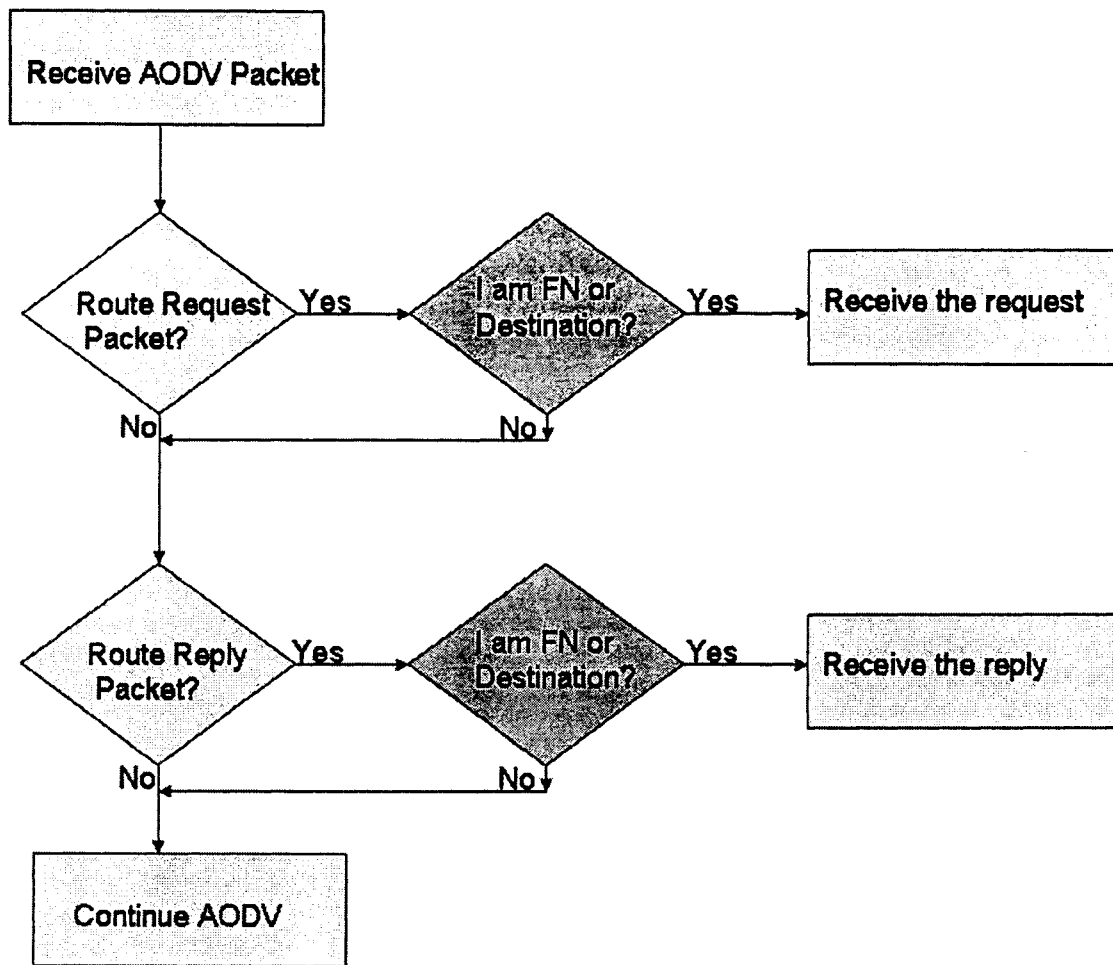 Receive AODV Packet
Route Request
Packet?
Yes
I am FN or
Destination?
Yes
Receive the request
No
No
Route Reply
Packet?
Yes
I am FN or
Destination?
Yes
Receive the reply
No
No
Continue AODV